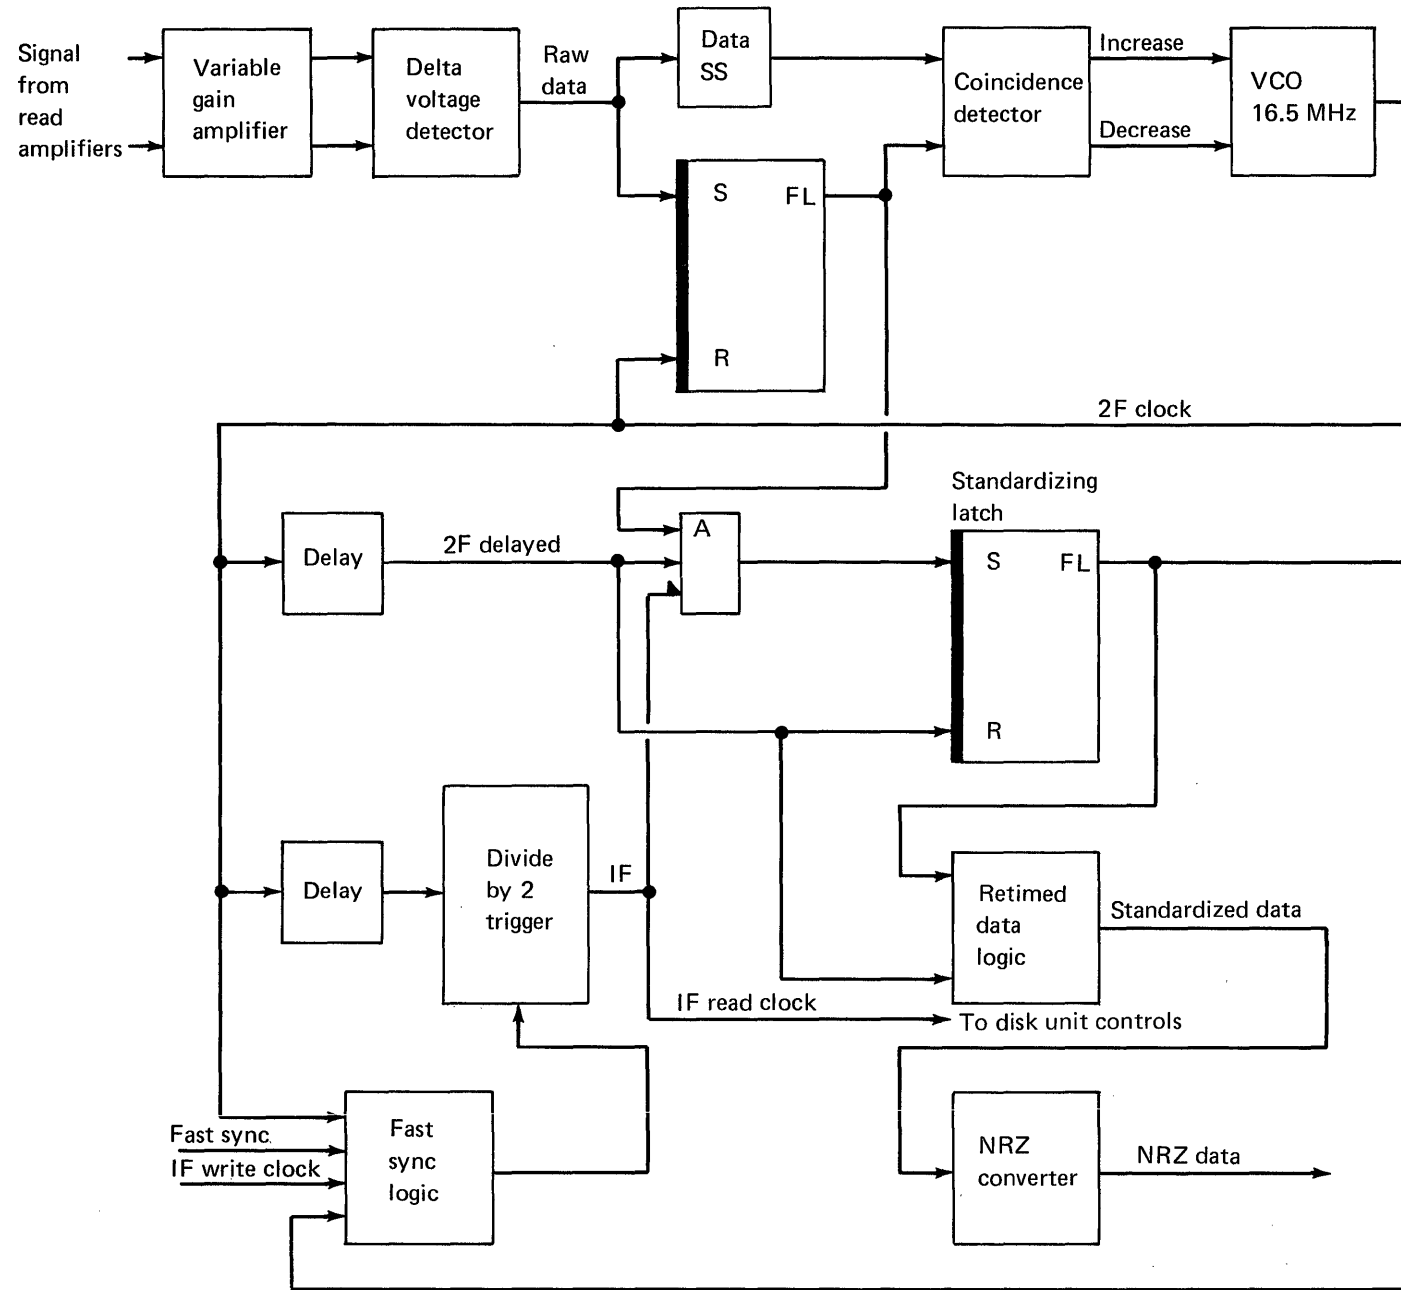 Signal
from
read
amplifiers
Variable
gain
amplifier
Delta
voltage
detector
Raw
data
Data
SS
Coincidence
detector
Increase
Decrease
VCO
16.5 MHz
S FL
R
2F clock
Delay
2F delayed
A
Standardizing
latch
S FL
R
Delay
Divide
by 2
trigger
IF
Retimed
data
logic
Standardized data
IF read clock
To disk unit controls
Fast sync
IF write clock
Fast
sync
logic
NRZ
converter
NRZ data